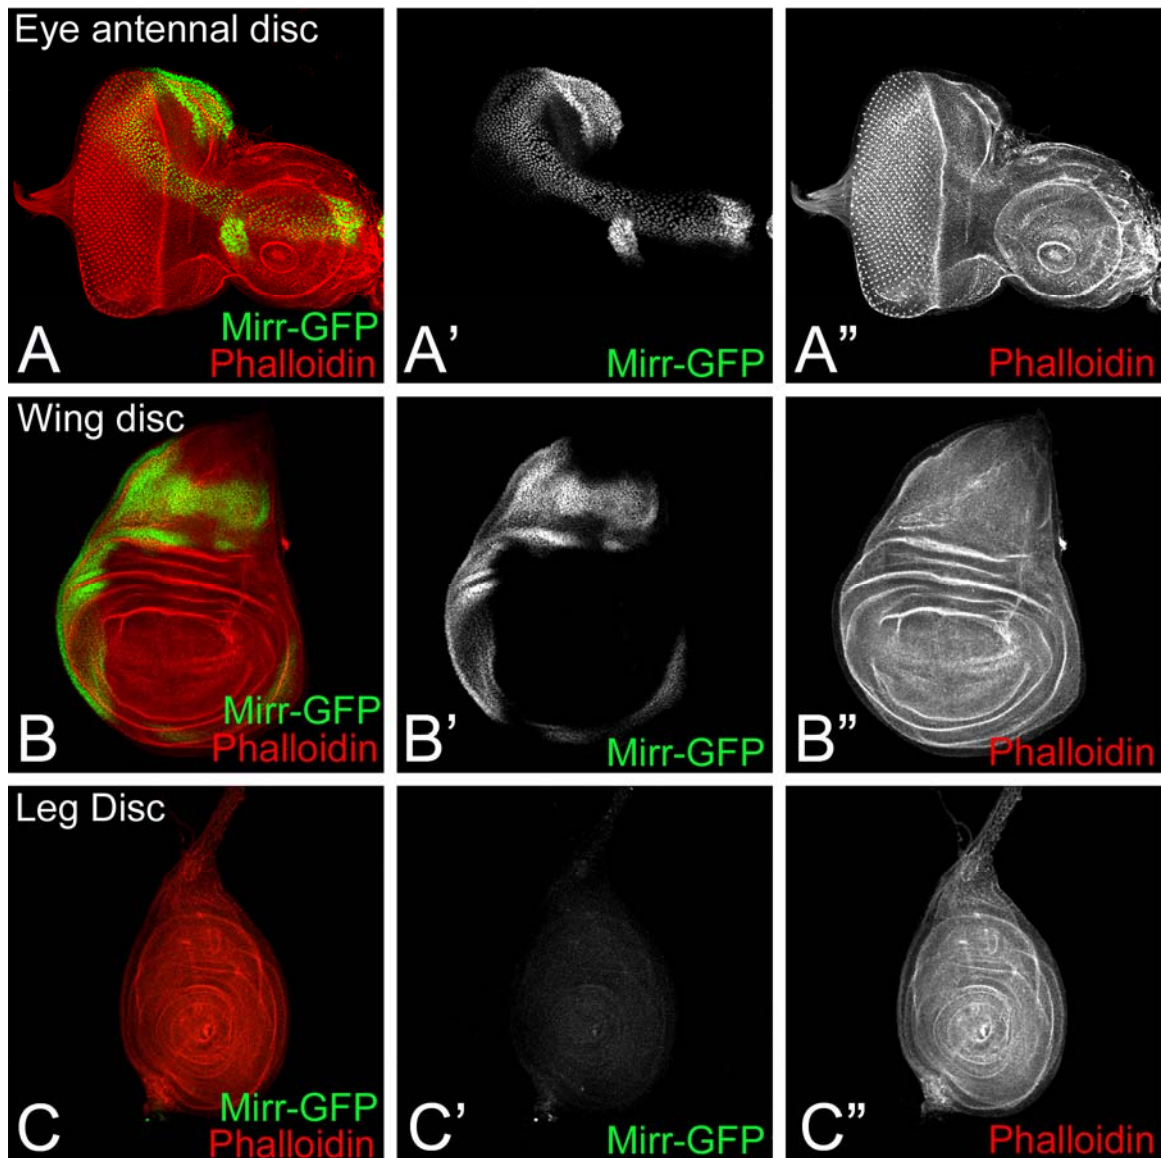 Eye antennal disc
Mirr-GFP
Phalloidin
A
Mirr-GFP
A'
Phalloidin
A”
Wing disc
Mirr-GFP
Phalloidin
B
Mirr-GFP
B'
Phalloidin
B”
Leg Disc
Mirr-GFP
Phalloidin
C
Mirr-GFP
C'
Phalloidin
C”